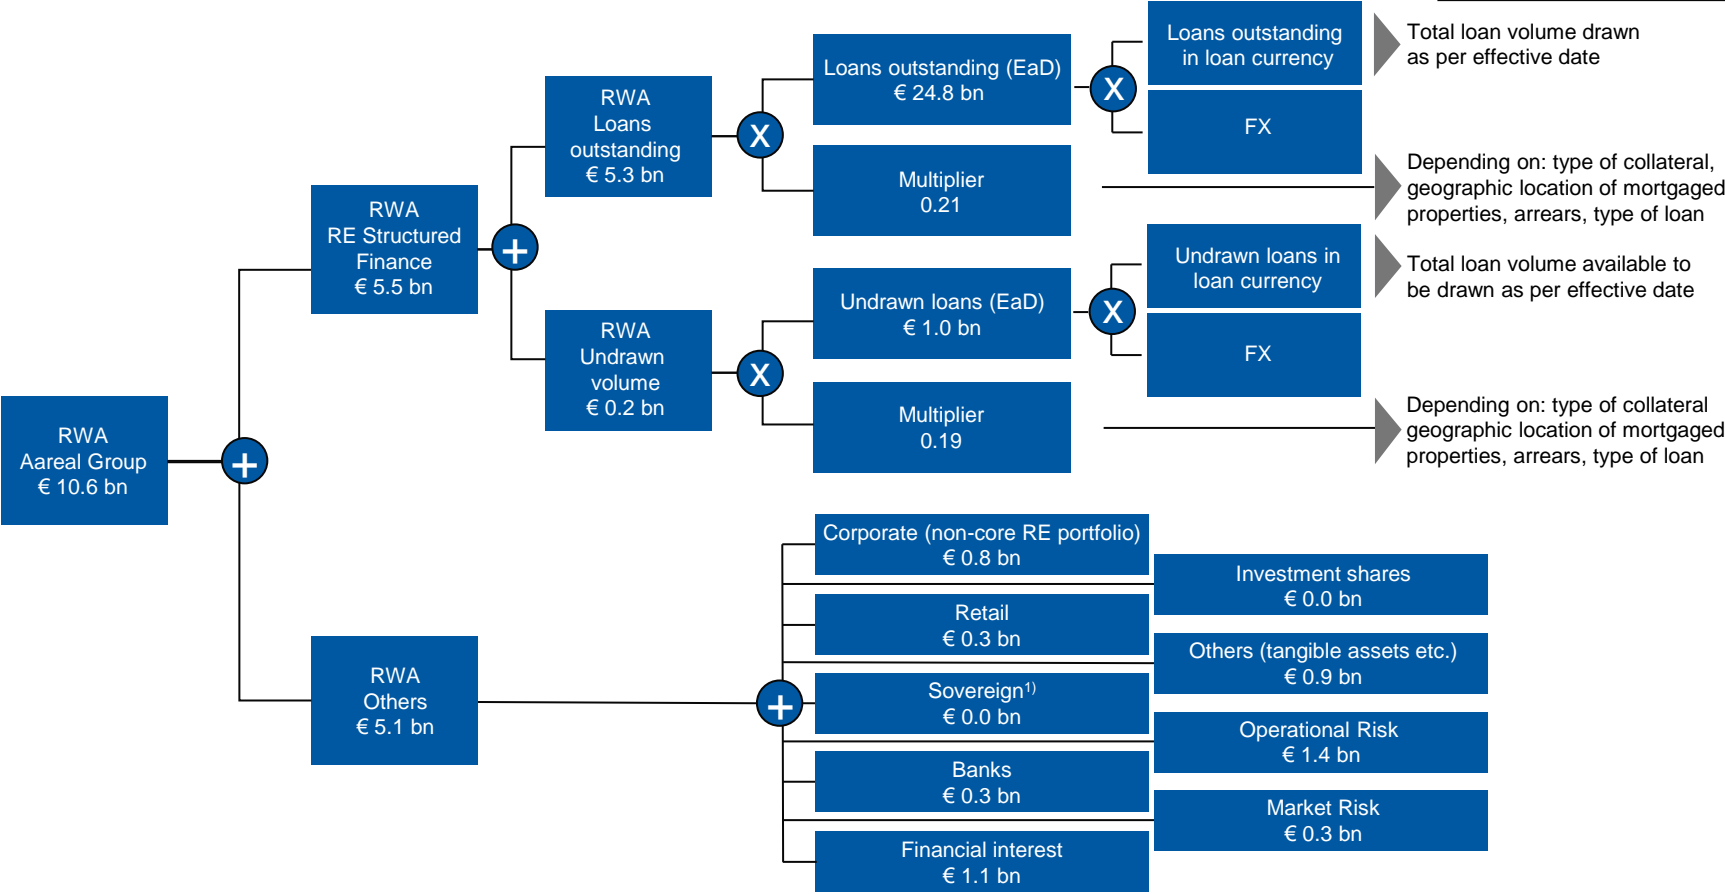 RWA
Aareal Group
€ 10.6 bn
+
RWA
RE Structured
Finance
€ 5.5 bn
+
RWA
Loans
outstanding
€ 5.3 bn
X
Loans outstanding (EaD)
€ 24.8 bn
X
Loans outstanding
in loan currency
Total loan volume drawn
as per effective date
FX
Multiplier
0.21
Depending on: type of collateral,
geographic location of mortgaged
properties, arrears, type of loan
RWA
Undrawn
volume
€ 0.2 bn
X
Undrawn loans (EaD)
€ 1.0 bn
X
Undrawn loans in
loan currency
Total loan volume available to
be drawn as per effective date
FX
Multiplier
0.19
Depending on: type of collateral
geographic location of mortgaged
properties, arrears, type of loan
RWA
Others
€ 5.1 bn
+
Corporate (non-core RE portfolio)
€ 0.8 bn
Investment shares
€ 0.0 bn
Retail
€ 0.3 bn
Others (tangible assets etc.)
€ 0.9 bn
Sovereign1)
€ 0.0 bn
Operational Risk
€ 1.4 bn
Banks
€ 0.3 bn
Market Risk
€ 0.3 bn
Financial interest
€ 1.1 bn